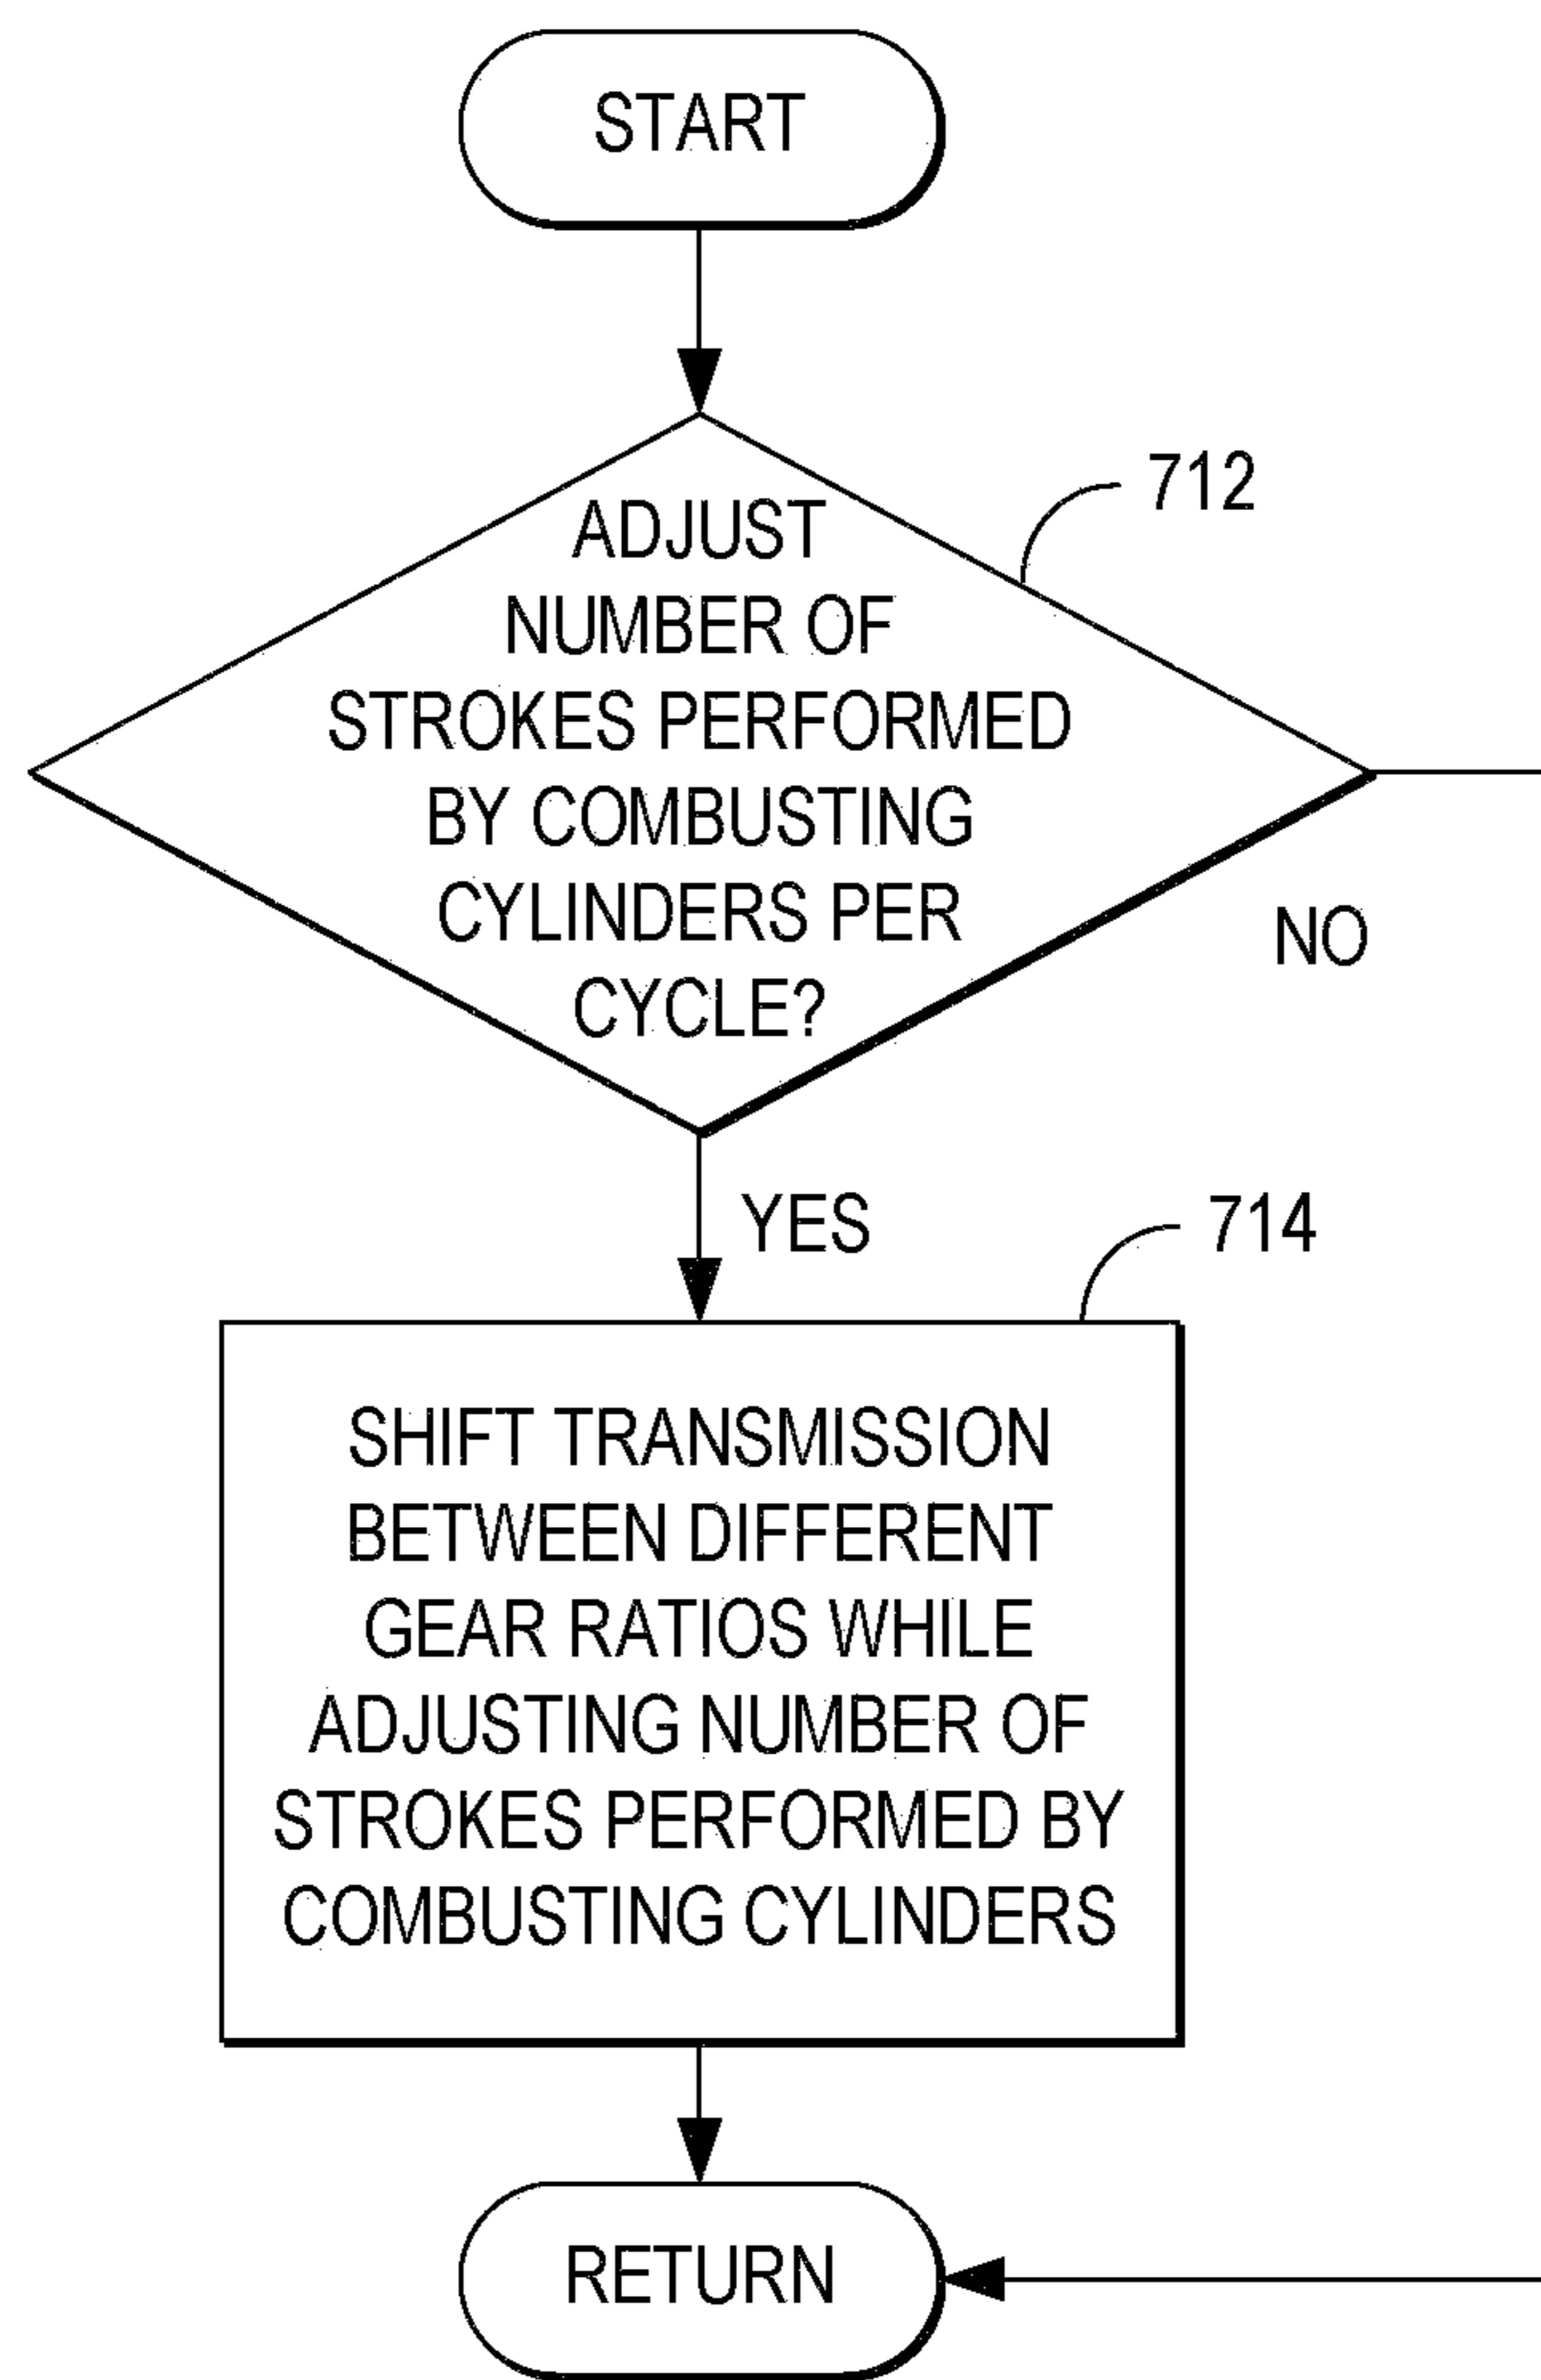 START
712
ADJUST
NUMBER OF
STROKES PERFORMED
BY COMBUSTING
CYLINDERS PER
CYCLE?
NO
YES
714
SHIFT TRANSMISSION
BETWEEN DIFFERENT
GEAR RATIOS WHILE
ADJUSTING NUMBER OF
STROKES PERFORMED BY
COMBUSTING CYLINDERS
RETURN